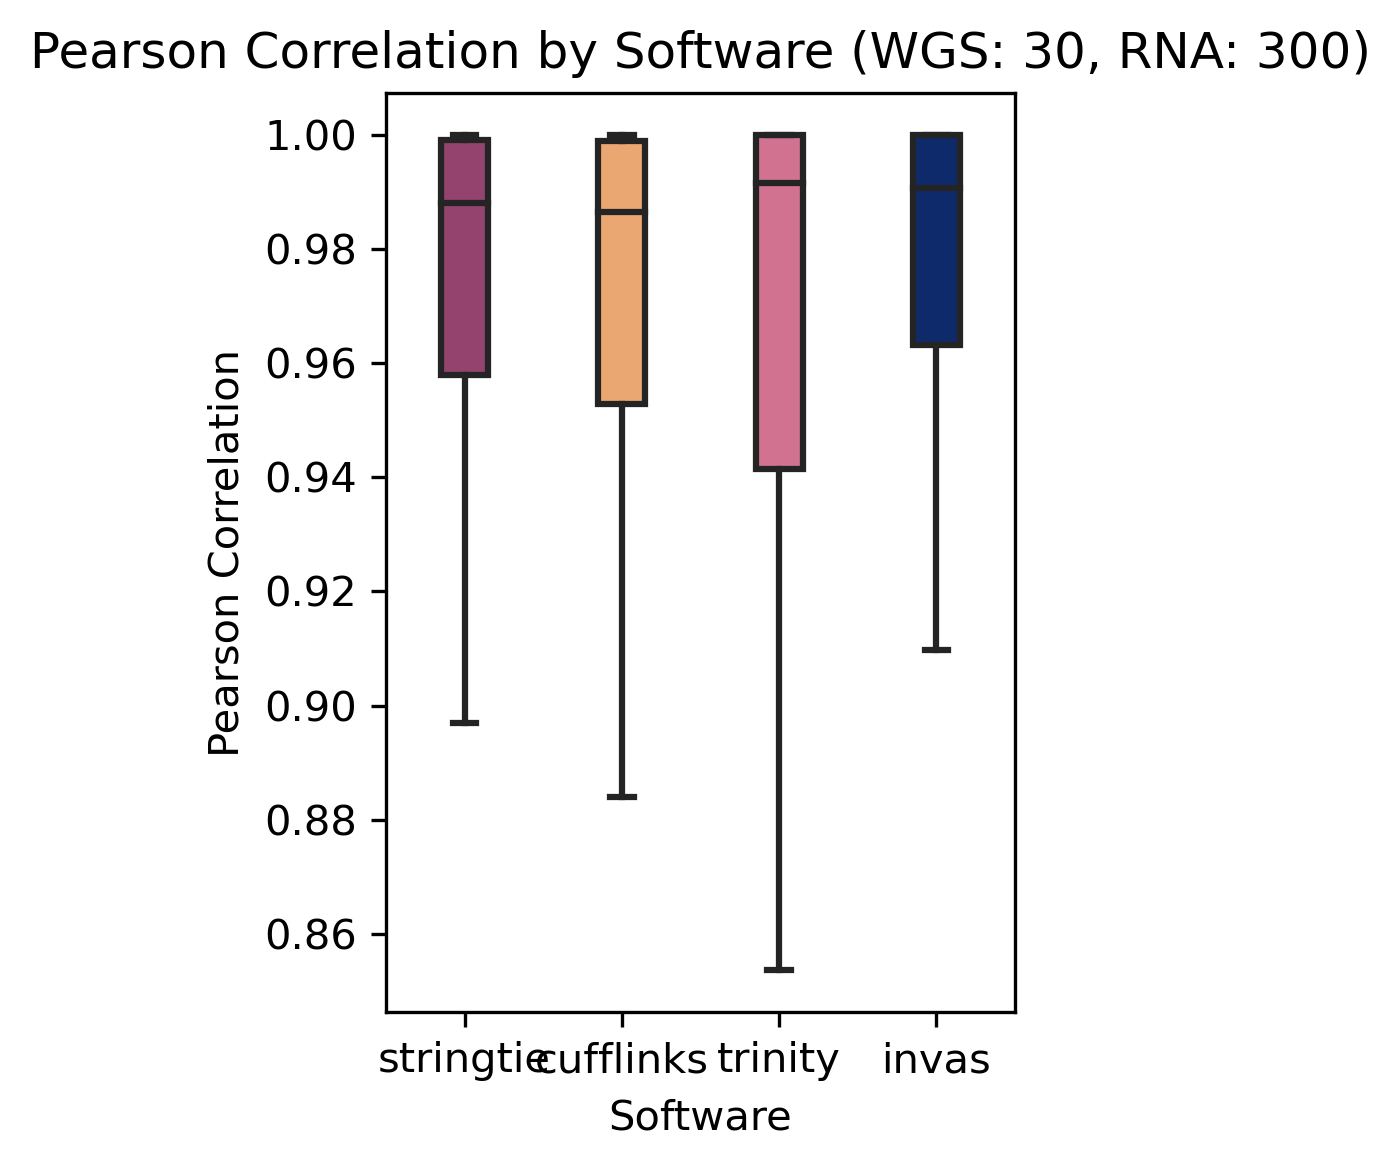 Pearson Correlation by Software (WGS: 30, RNA: 300)
1.00
0.98
0.96
0.94
0.92
0.90
0.88
0.86
Pearson Correlation
stringtie cufflinks trinity invas
Software